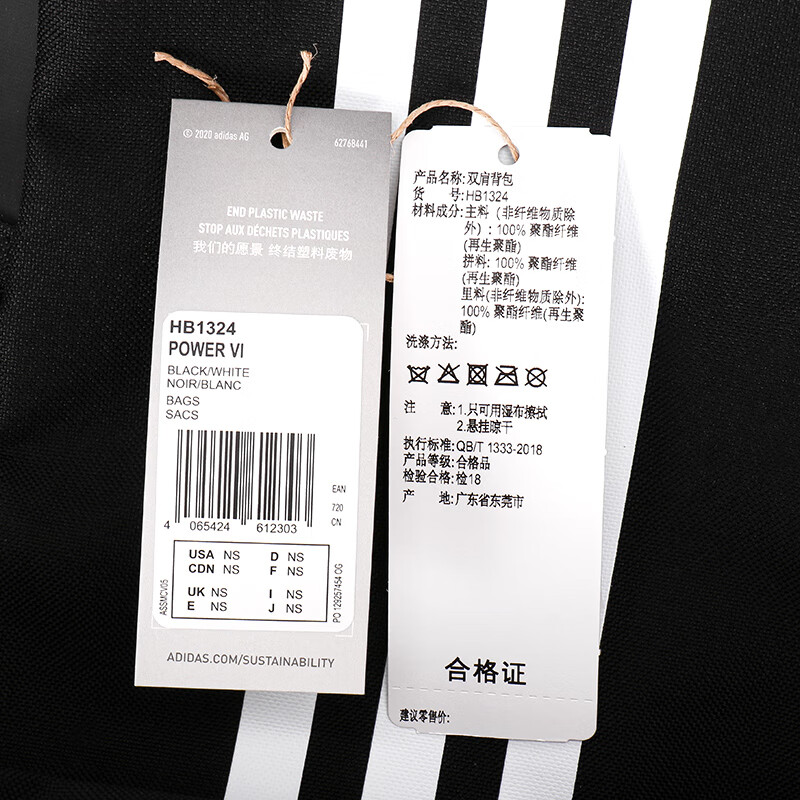 © 2020 adidas AG
62768441
END PLASTIC WASTE
STOP AUX DÉCHETS PLASTIQUES
我们的愿景 终结塑料废物
HB1324
POWER VI
BLACK/WHITE
NOIR/BLANC
BAGS
SACS
EAN
720
CN
4 065424 612303
USA NS D NS
CDN NS F NS
UK NS I NS
E NS J NS
ASSMCV05
PO 129257454 OG
ADIDAS.COM/SUSTAINABILITY
产品名称:双肩背包
货 号:HB1324
材料成分:主料（非纤维物质除
外）: 100% 聚酯纤维
(再生聚酯)
拼料: 100% 聚酯纤维
(再生聚酯)
里料(非纤维物质除外):
100% 聚酯纤维(再生聚
酯)
洗涤方法:
注 意:1.只可用湿布擦拭
2.悬挂晾干
执行标准:QB/T 1333-2018
产品等级:合格品
检验合格:检18
产 地:广东省东莞市
合格证
建议零售价: